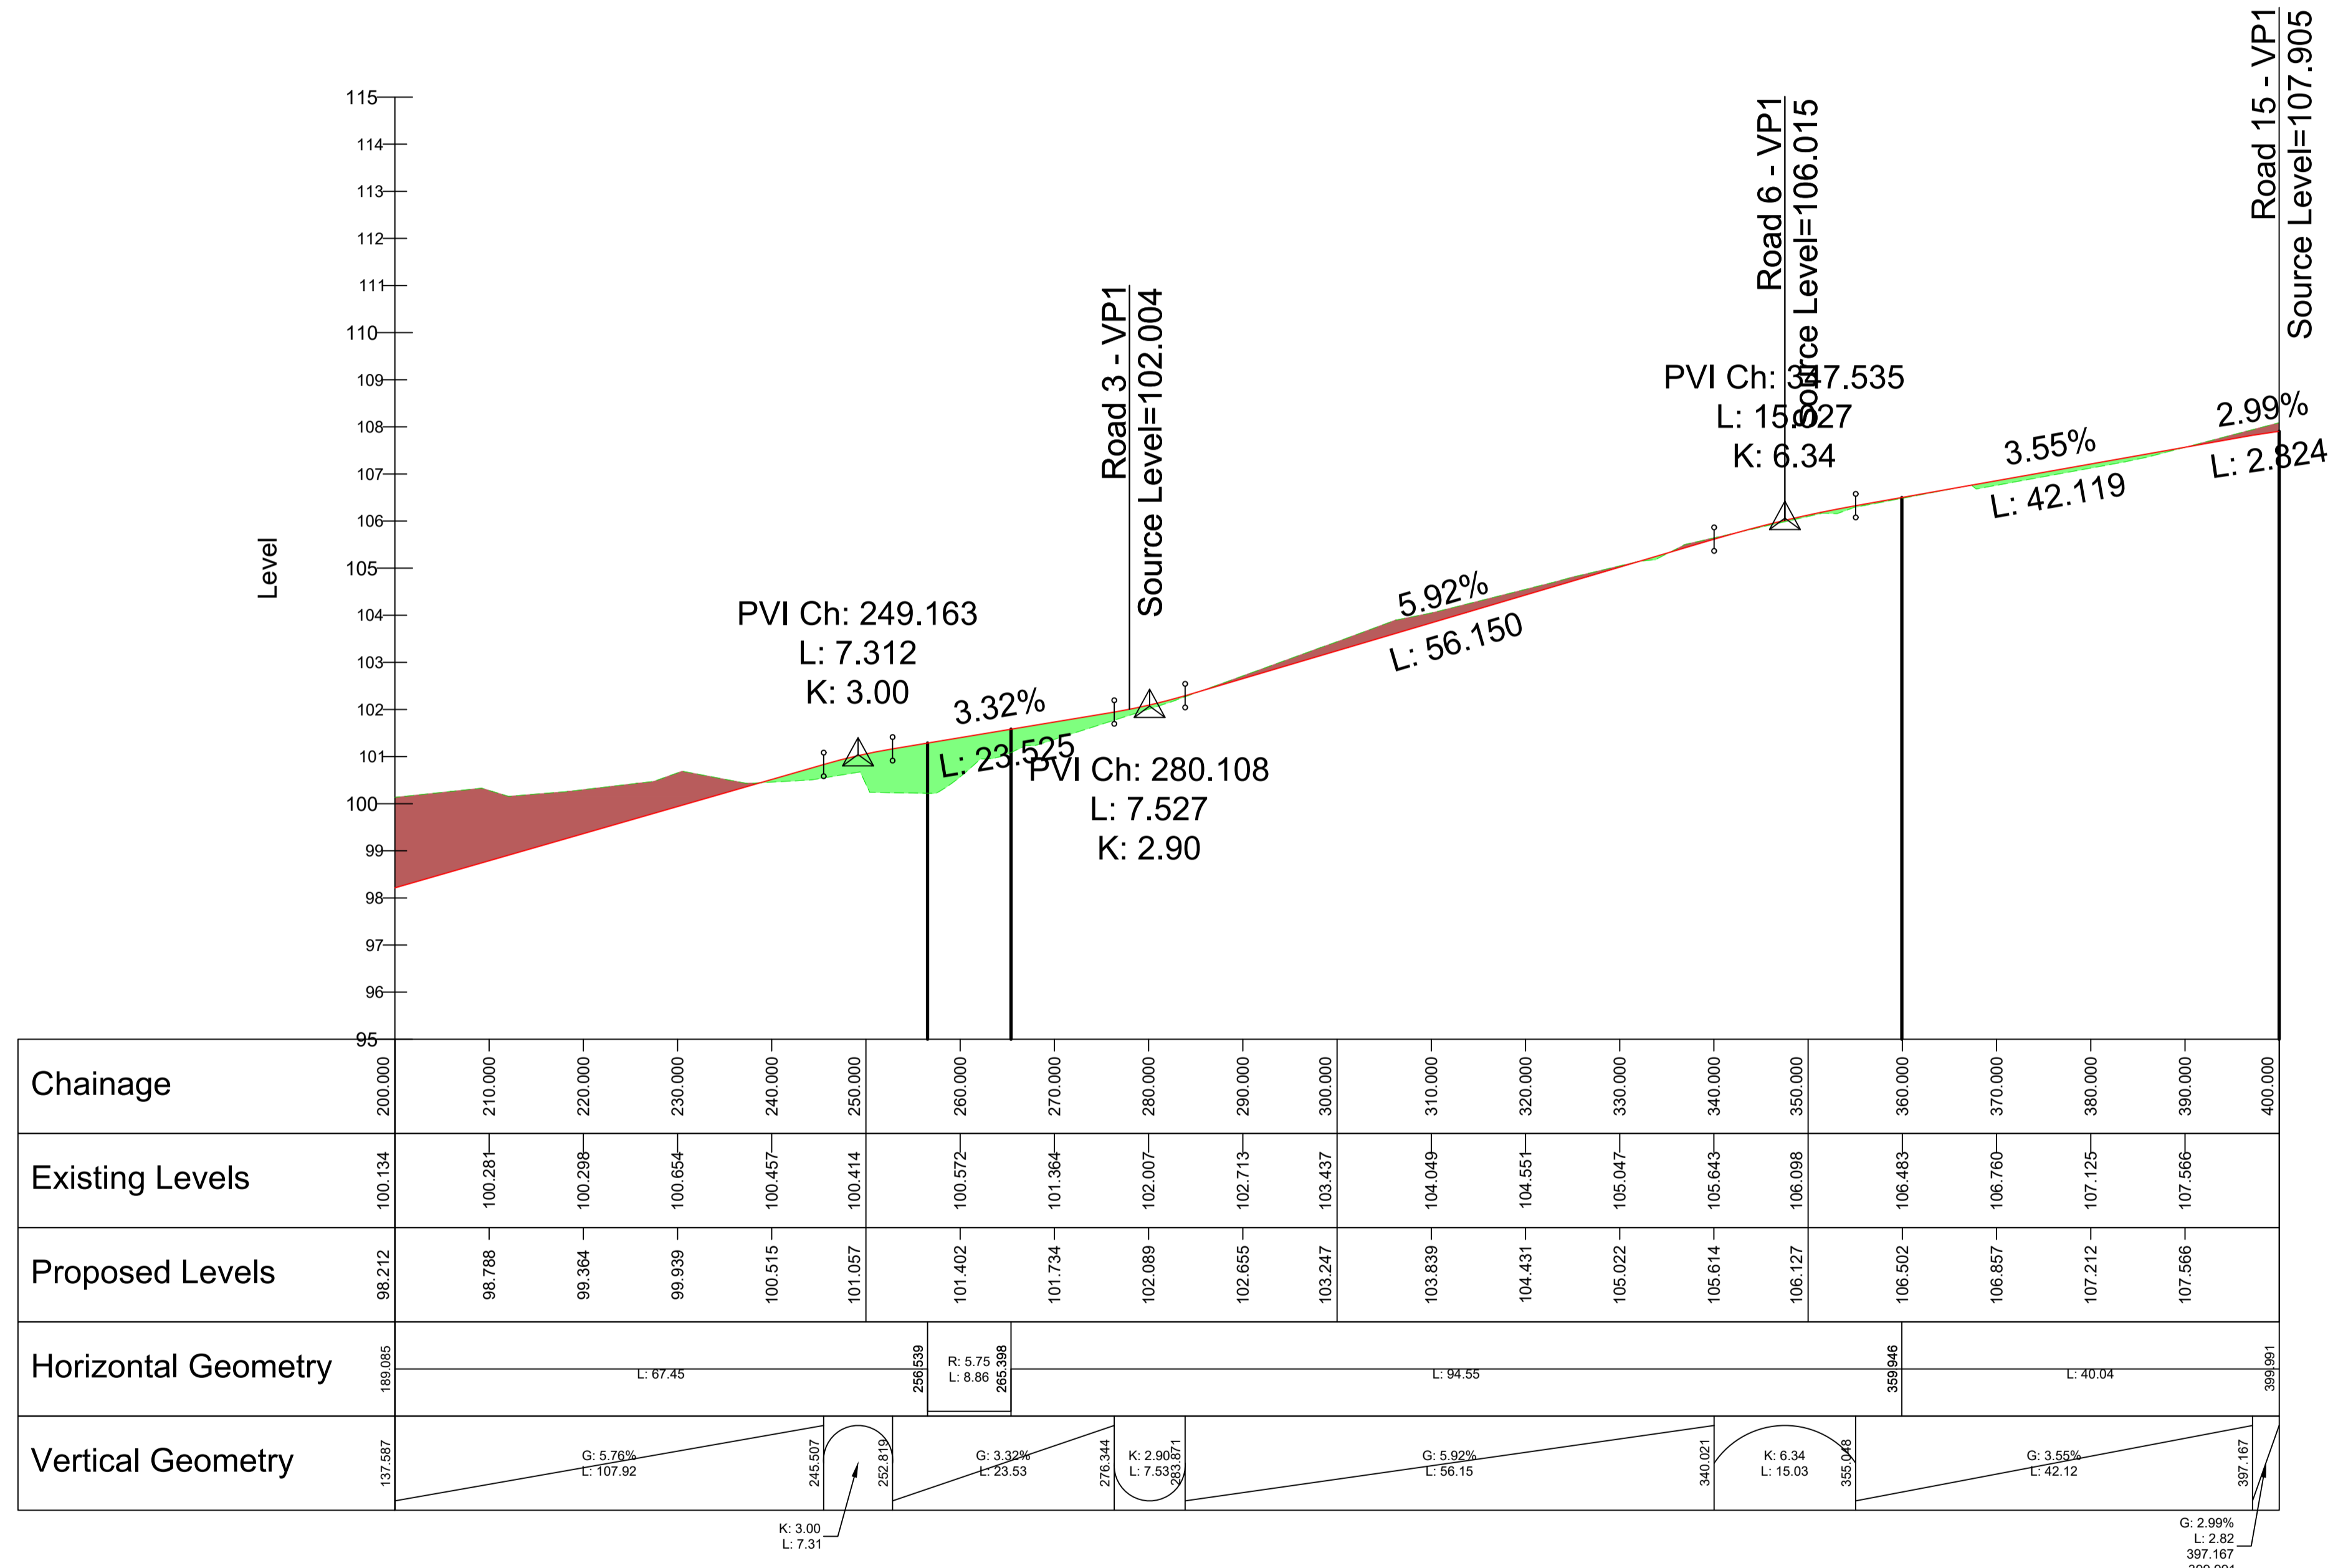 Road 15 - VP1
Source Level=107.905
Road 6 - VP1
Source Level=106.015
Road 3 - VP1
Source Level=102.004
Level
115
114
113
112
111
110
109
108
107
106
105
104
103
102
101
100
99
98
97
96
95
PVI Ch: 249.163
L: 7.312
K: 3.00
3.32%
L: 23.525
PVI Ch: 280.108
L: 7.527
K: 2.90
5.92%
L: 56.150
PVI Ch: 347.535
L: 15.027
K: 6.34
3.55%
L: 42.119
2.99%
L: 2.824
Chainage
200.000 210.000 220.000 230.000 240.000 250.000 260.000 270.000 280.000 290.000 300.000 310.000 320.000 330.000 340.000 350.000 360.000 370.000 380.000 390.000 400.000
Existing Levels
100.134 100.281 100.298 100.654 100.457 100.414 100.572 101.364 102.007 102.713 103.437 104.049 104.551 105.047 105.643 106.098 106.483 106.760 107.125 107.566
Proposed Levels
98.212 98.788 99.364 99.939 100.515 101.057 101.402 101.734 102.089 102.655 103.247 103.839 104.431 105.022 105.614 106.127 106.502 106.857 107.212 107.566
Horizontal Geometry
189.085
L: 67.45
256.539
R: 5.75
L: 8.86
265.398
L: 94.55
359.946
L: 40.04
399.991
Vertical Geometry
137.587
G: 5.76%
L: 107.92
245.507
252.819
G: 3.32%
L: 23.53
276.344
K: 2.90
L: 7.53
283.871
G: 5.92%
L: 56.15
340.021
K: 6.34
L: 15.03
355.048
G: 3.55%
L: 42.12
397.167
K: 3.00
L: 7.31
G: 2.99%
L: 2.82
397.167